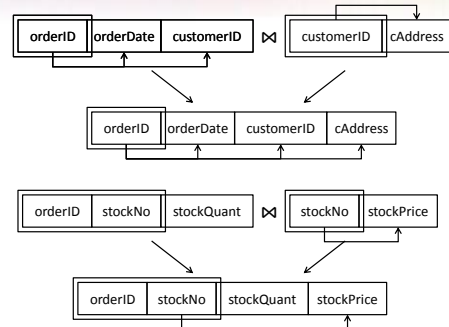 orderID orderDate customerID ⋈ customerID cAddress
orderID orderDate customerID cAddress
orderID stockNo stockQuant ⋈ stockNo stockPrice
orderID stockNo stockQuant stockPrice